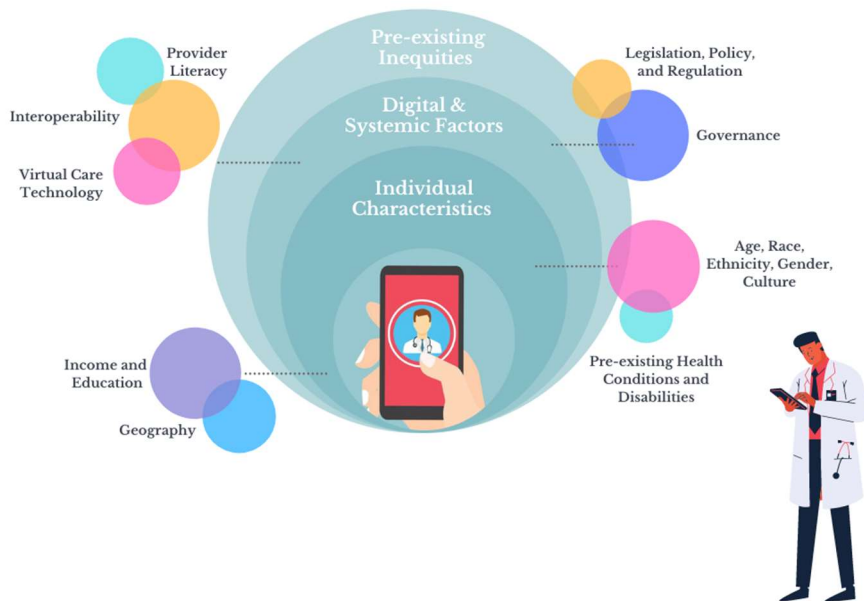 Pre-existing
Inequities
Digital &
Systemic Factors
Individual
Characteristics
Provider
Literacy
Interoperability
Virtual Care
Technology
Income and
Education
Geography
Legislation, Policy,
and Regulation
Governance
Age, Race,
Ethnicity, Gender,
Culture
Pre-existing Health
Conditions and
Disabilities